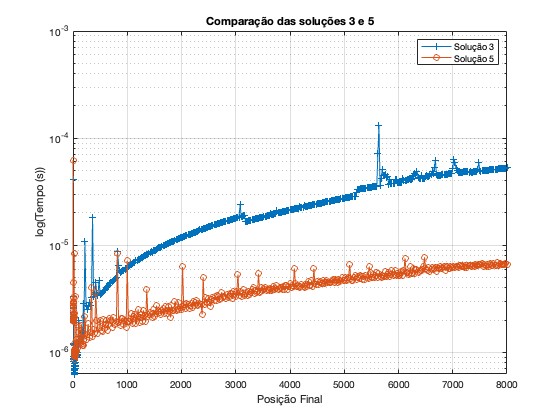 Comparação das soluções 3 e 5
10⁻³
10⁻⁴
10⁻⁵
10⁻⁶
log(Tempo (s))
Solução 3
Solução 5
0 1000 2000 3000 4000 5000 6000 7000 8000
Posição Final